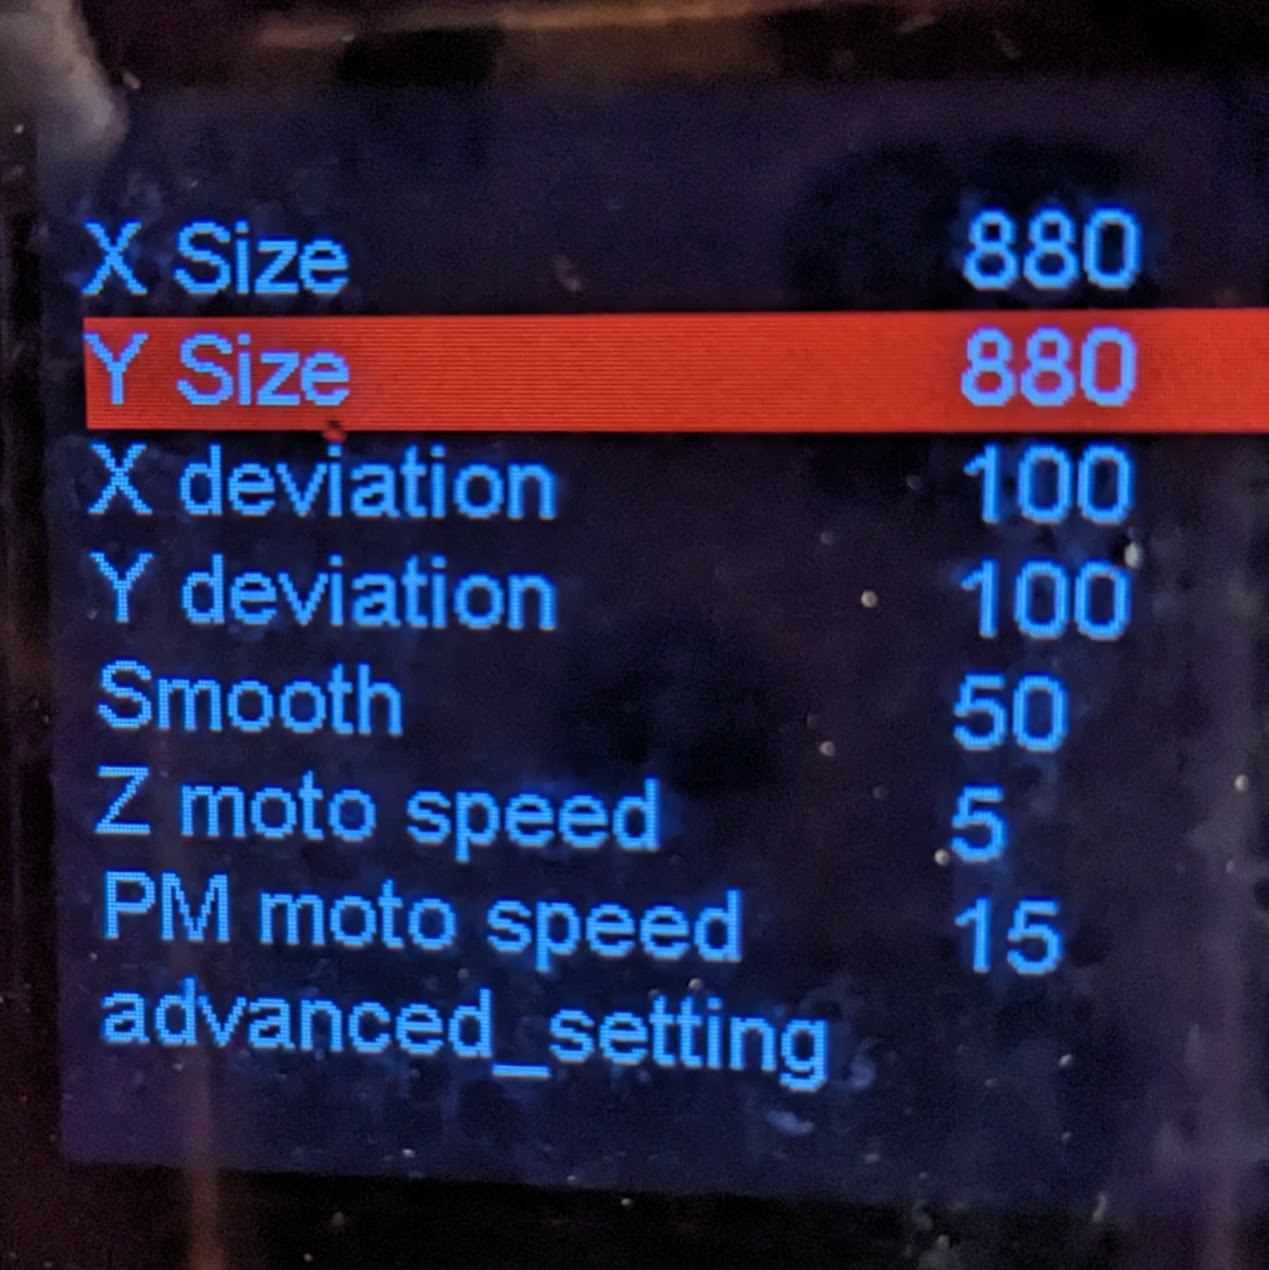 X Size 880
Y Size 880
X deviation 100
Y deviation 100
Smooth 50
Z moto speed 5
PM moto speed 15
advanced_setting